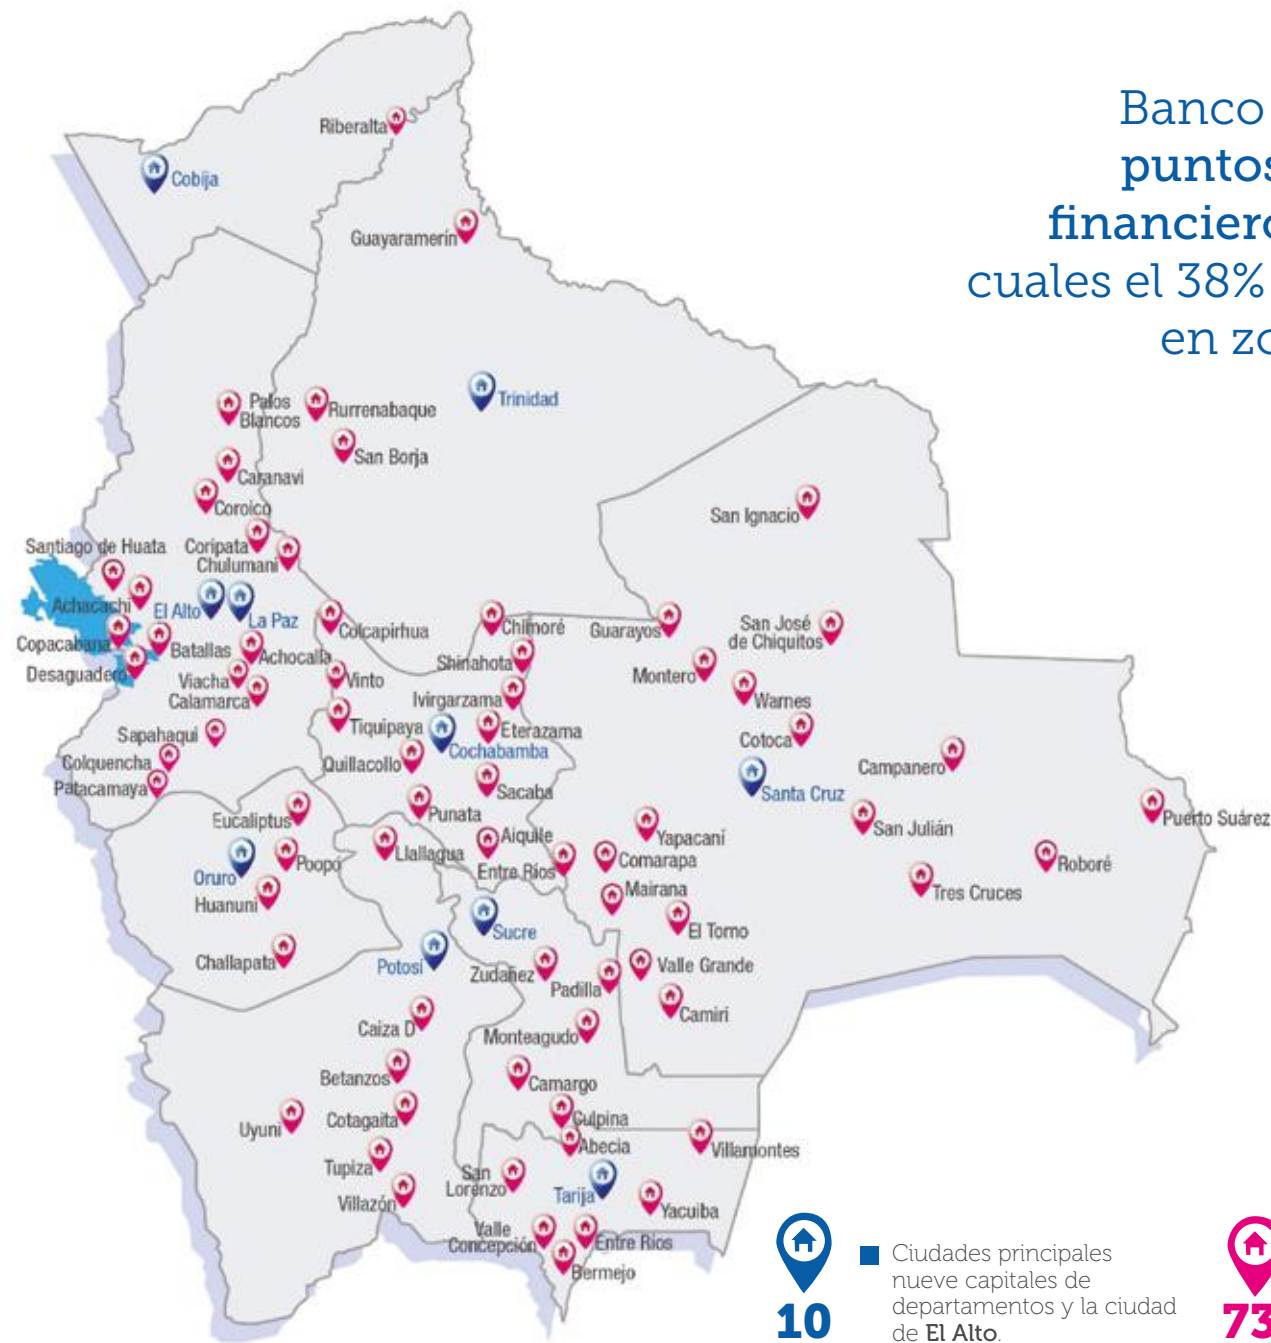 Banco
puntos
financiero
cuales el 38%
en zo
Riberalta
Cobija
Guayaramerín
Trinidad
Palos
Blancos
Rurrenabaque
San Borja
Caranavi
Coroico
San Ignacio
Santiago de Huata
Coripata
Chulumani
Achacachi
El Alto
La Paz
Copacabana
Batallas
Achocalla
Colcapirhua
Chimoré
Guarayos
San José
de Chiquitos
Desaguadero
Viacha
Calamarca
Vinto
Shinahota
Montero
Ivirgarzama
Warnes
Sapahaqui
Tiquipaya
Eterazama
Cotoca
Colquencha
Quillacollo
Cochabamba
Campanero
Patacamaya
Sacaba
Santa Cruz
Eucaliptus
Punata
Puerto Suárez
Yapacaní
San Julián
Aiquile
Llallagua
Poopó
Comarapa
Roboré
Oruro
Entre Ríos
Huanuni
Mairana
Tres Cruces
El Torno
Sucre
Challapata
Potosí
Zudañez
Padilla
Valle Grande
Camiri
Caiza D
Monteagudo
Betanzos
Camargo
Cotagaita
Culpina
Uyuni
Abecia
Villamontes
Tupiza
San
Lorenzo
Tarija
Villazón
Yacuiba
Valle
Concepción
Entre Ríos
Bermejo
10
Ciudades principales
nueve capitales de
departamentos y la ciudad
de El Alto.
73